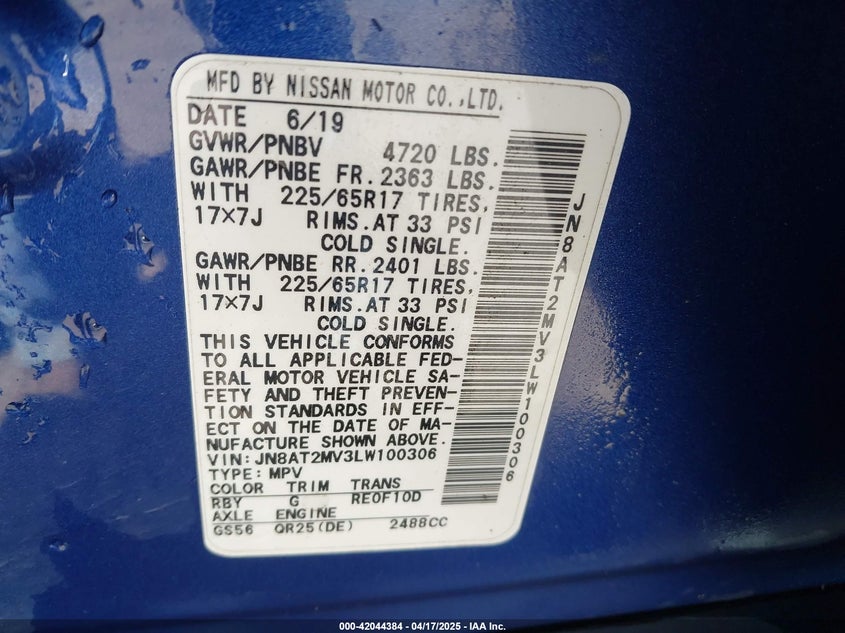 MFD BY NISSAN MOTOR CO.,LTD.
DATE 6/19
GVWR/PNBV 4720 LBS.
GAWR/PNBE FR. 2363 LBS.
WITH 225/65R17 TIRES,
17×7J RIMS.AT 33 PSI
COLD SINGLE.
GAWR/PNBE RR. 2401 LBS.
WITH 225/65R17 TIRES,
17×7J RIMS.AT 33 PSI
COLD SINGLE.
THIS VEHICLE CONFORMS
TO ALL APPLICABLE FED-
ERAL MOTOR VEHICLE SA-
FETY AND THEFT PREVEN-
TION STANDARDS IN EFF-
ECT ON THE DATE OF MA-
NUFACTURE SHOWN ABOVE.
VIN:JN8AT2MV3LW100306
TYPE:MPV
COLOR TRIM TRANS
RBY G RE0F10D
AXLE ENGINE
GS56 QR25(DE) 2488CC
JN8AT2MV3LW100306
000-42044384 - 04/17/2025 - IAA Inc.